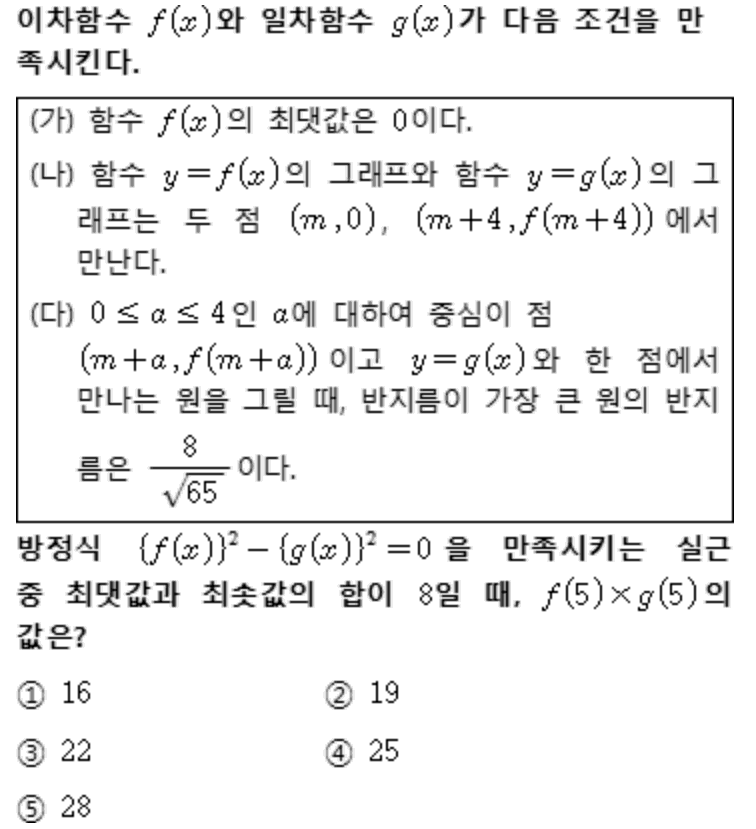 이차함수 f(x)와 일차함수 g(x)가 다음 조건을 만
족시킨다.
(가) 함수 f(x)의 최댓값은 0이다.
(나) 함수 y=f(x)의 그래프와 함수 y=g(x)의 그
래프는 두 점 (m,0), (m+4,f(m+4))에서
만난다.
(다) 0≤a≤4인 a에 대하여 중심이 점
(m+a,f(m+a))이고 y=g(x)와 한 점에서
만나는 원을 그릴 때, 반지름이 가장 큰 원의 반지
름은 8/√65이다.
방정식 {f(x)}²-{g(x)}²=0 을 만족시키는 실근
중 최댓값과 최솟값의 합이 8일 때, f(5)×g(5)의
값은?
① 16 ② 19
③ 22 ④ 25
⑤ 28